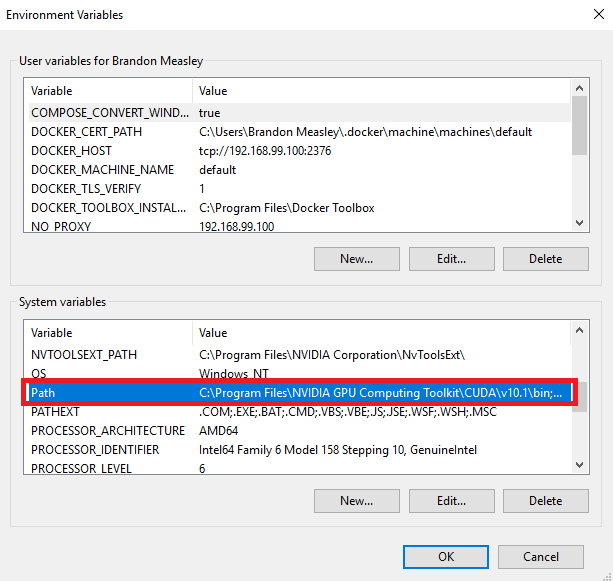 Environment Variables
User variables for Brandon Measley
Variable Value
COMPOSE_CONVERT_WIND... true
DOCKER_CERT_PATH C:\Users\Brandon Measley\.docker\machine\machines\default
DOCKER_HOST tcp://192.168.99.100:2376
DOCKER_MACHINE_NAME default
DOCKER_TLS_VERIFY 1
DOCKER_TOOLBOX_INSTAL... C:\Program Files\Docker Toolbox
NO_PROXY 192.168.99.100
New... Edit... Delete
System variables
Variable Value
NVTOOLSEXT_PATH C:\Program Files\NVIDIA Corporation\NvToolsExt\
OS Windows_NT
Path C:\Program Files\NVIDIA GPU Computing Toolkit\CUDA\v10.1\bin;...
PATHEXT .COM;.EXE;.BAT;.CMD;.VBS;.VBE;.JS;.JSE;.WSF;.WSH;.MSC
PROCESSOR_ARCHITECTURE AMD64
PROCESSOR_IDENTIFIER Intel64 Family 6 Model 158 Stepping 10, GenuineIntel
PROCESSOR_LEVEL 6
New... Edit... Delete
OK Cancel